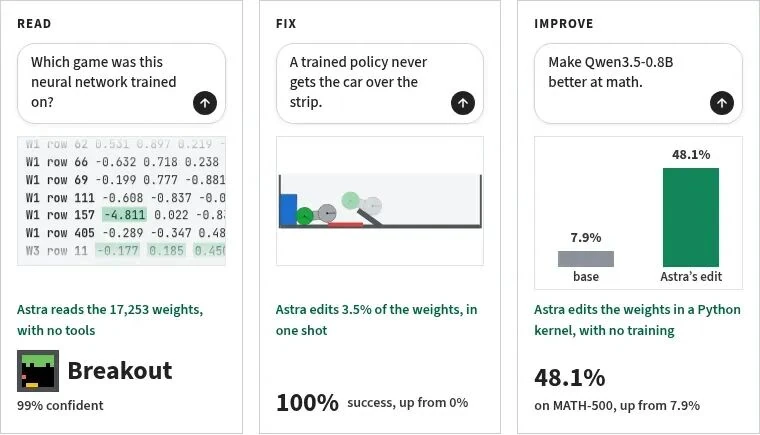 READ
Which game was this
neural network trained
on?
W1 row 62 0.531 0.897 0.219 -
W1 row 66 -0.632 0.718 0.238
W1 row 69 -0.199 0.777 -0.881
W1 row 111 -0.608 -0.837 -0.0
W1 row 157 -4.811 0.022 -0.8
W1 row 405 -0.289 -0.347 0.48
W3 row 11 -0.177 0.185 0.450
Astra reads the 17,253 weights,
with no tools
Breakout
99% confident
FIX
A trained policy never
gets the car over the
strip.
Astra edits 3.5% of the weights, in
one shot
100% success, up from 0%
IMPROVE
Make Qwen3.5-0.8B
better at math.
48.1%
7.9%
base
Astra's edit
Astra edits the weights in a Python
kernel, with no training
48.1%
on MATH-500, up from 7.9%